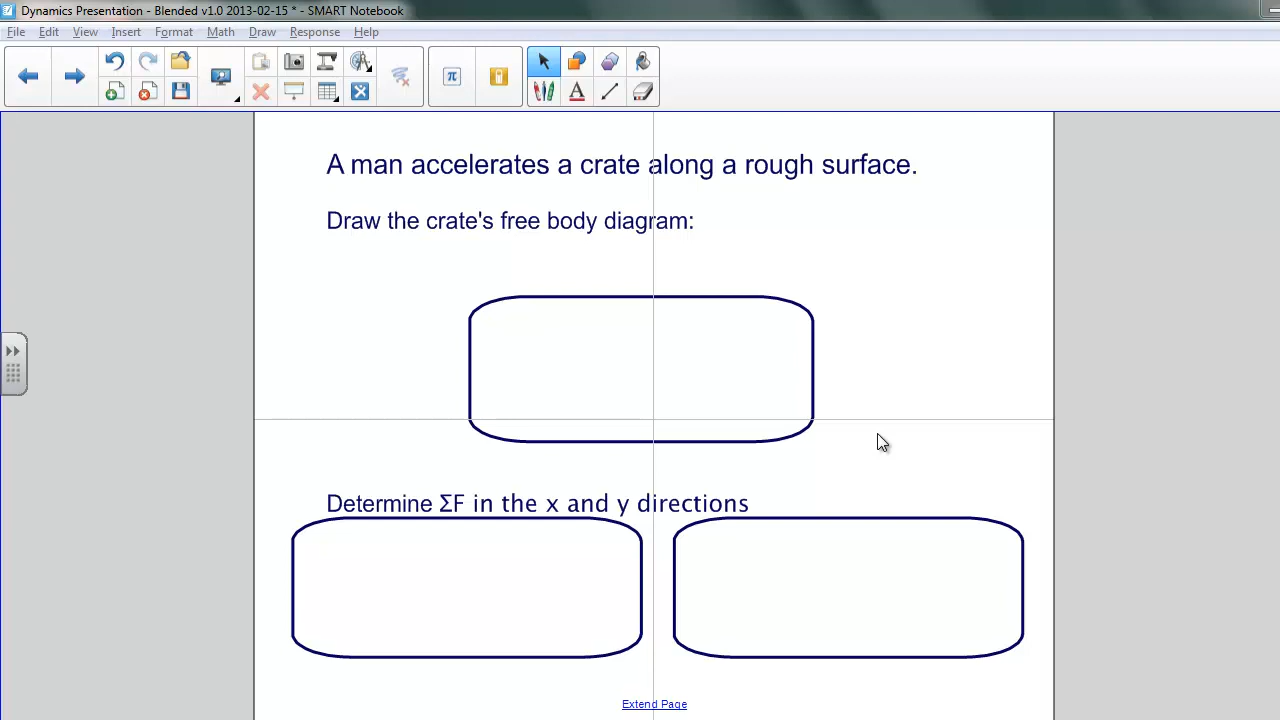 Dynamics Presentation - Blended v1.0 2013-02-15 * - SMART Notebook
File Edit View Insert Format Math Draw Response Help
π
A
A man accelerates a crate along a rough surface.
Draw the crate's free body diagram:
Determine ΣF in the x and y directions
Extend Page